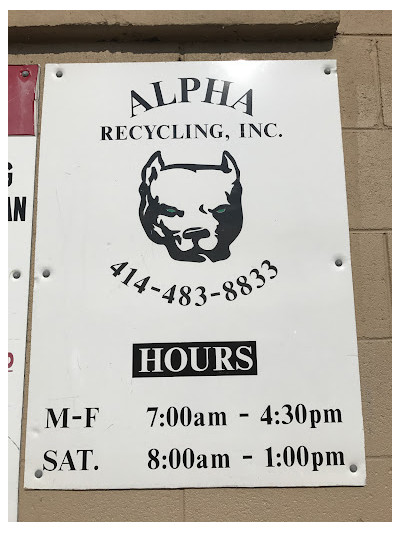 ALPHA
RECYCLING, INC.
414-483-8833
HOURS
M-F 7:00am - 4:30pm
SAT. 8:00am - 1:00pm